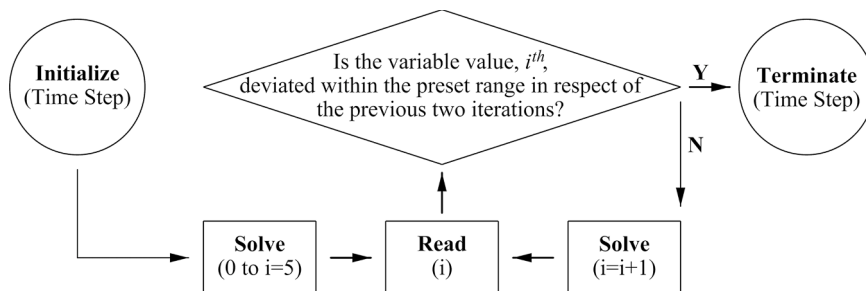 Initialize
(Time Step)
Is the variable value, i^th,
deviated within the preset range in respect of
the previous two iterations?
Y
Terminate
(Time Step)
N
Solve
(0 to i=5)
Read
(i)
Solve
(i=i+1)